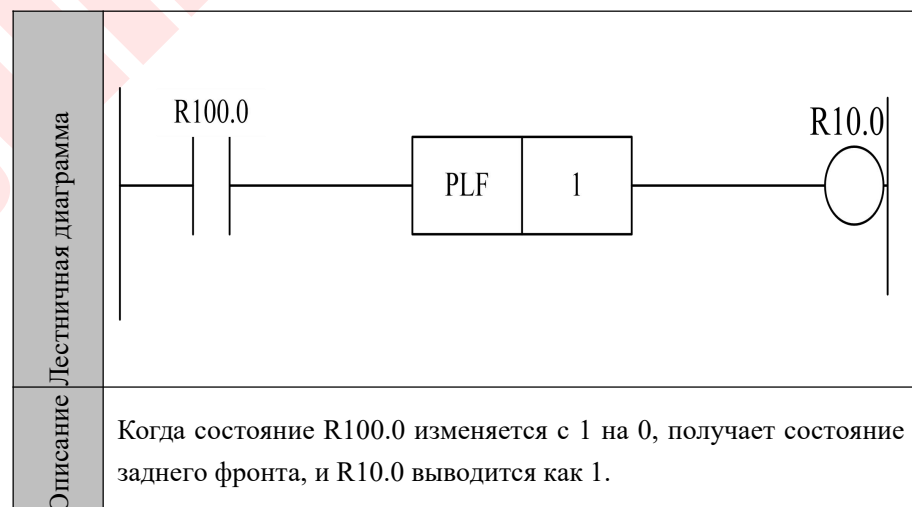 Лестничная диаграмма
R100.0
R10.0
PLF 1
Описание
Когда состояние R100.0 изменяется с 1 на 0, получает состояние
заднего фронта, и R10.0 выводится как 1.